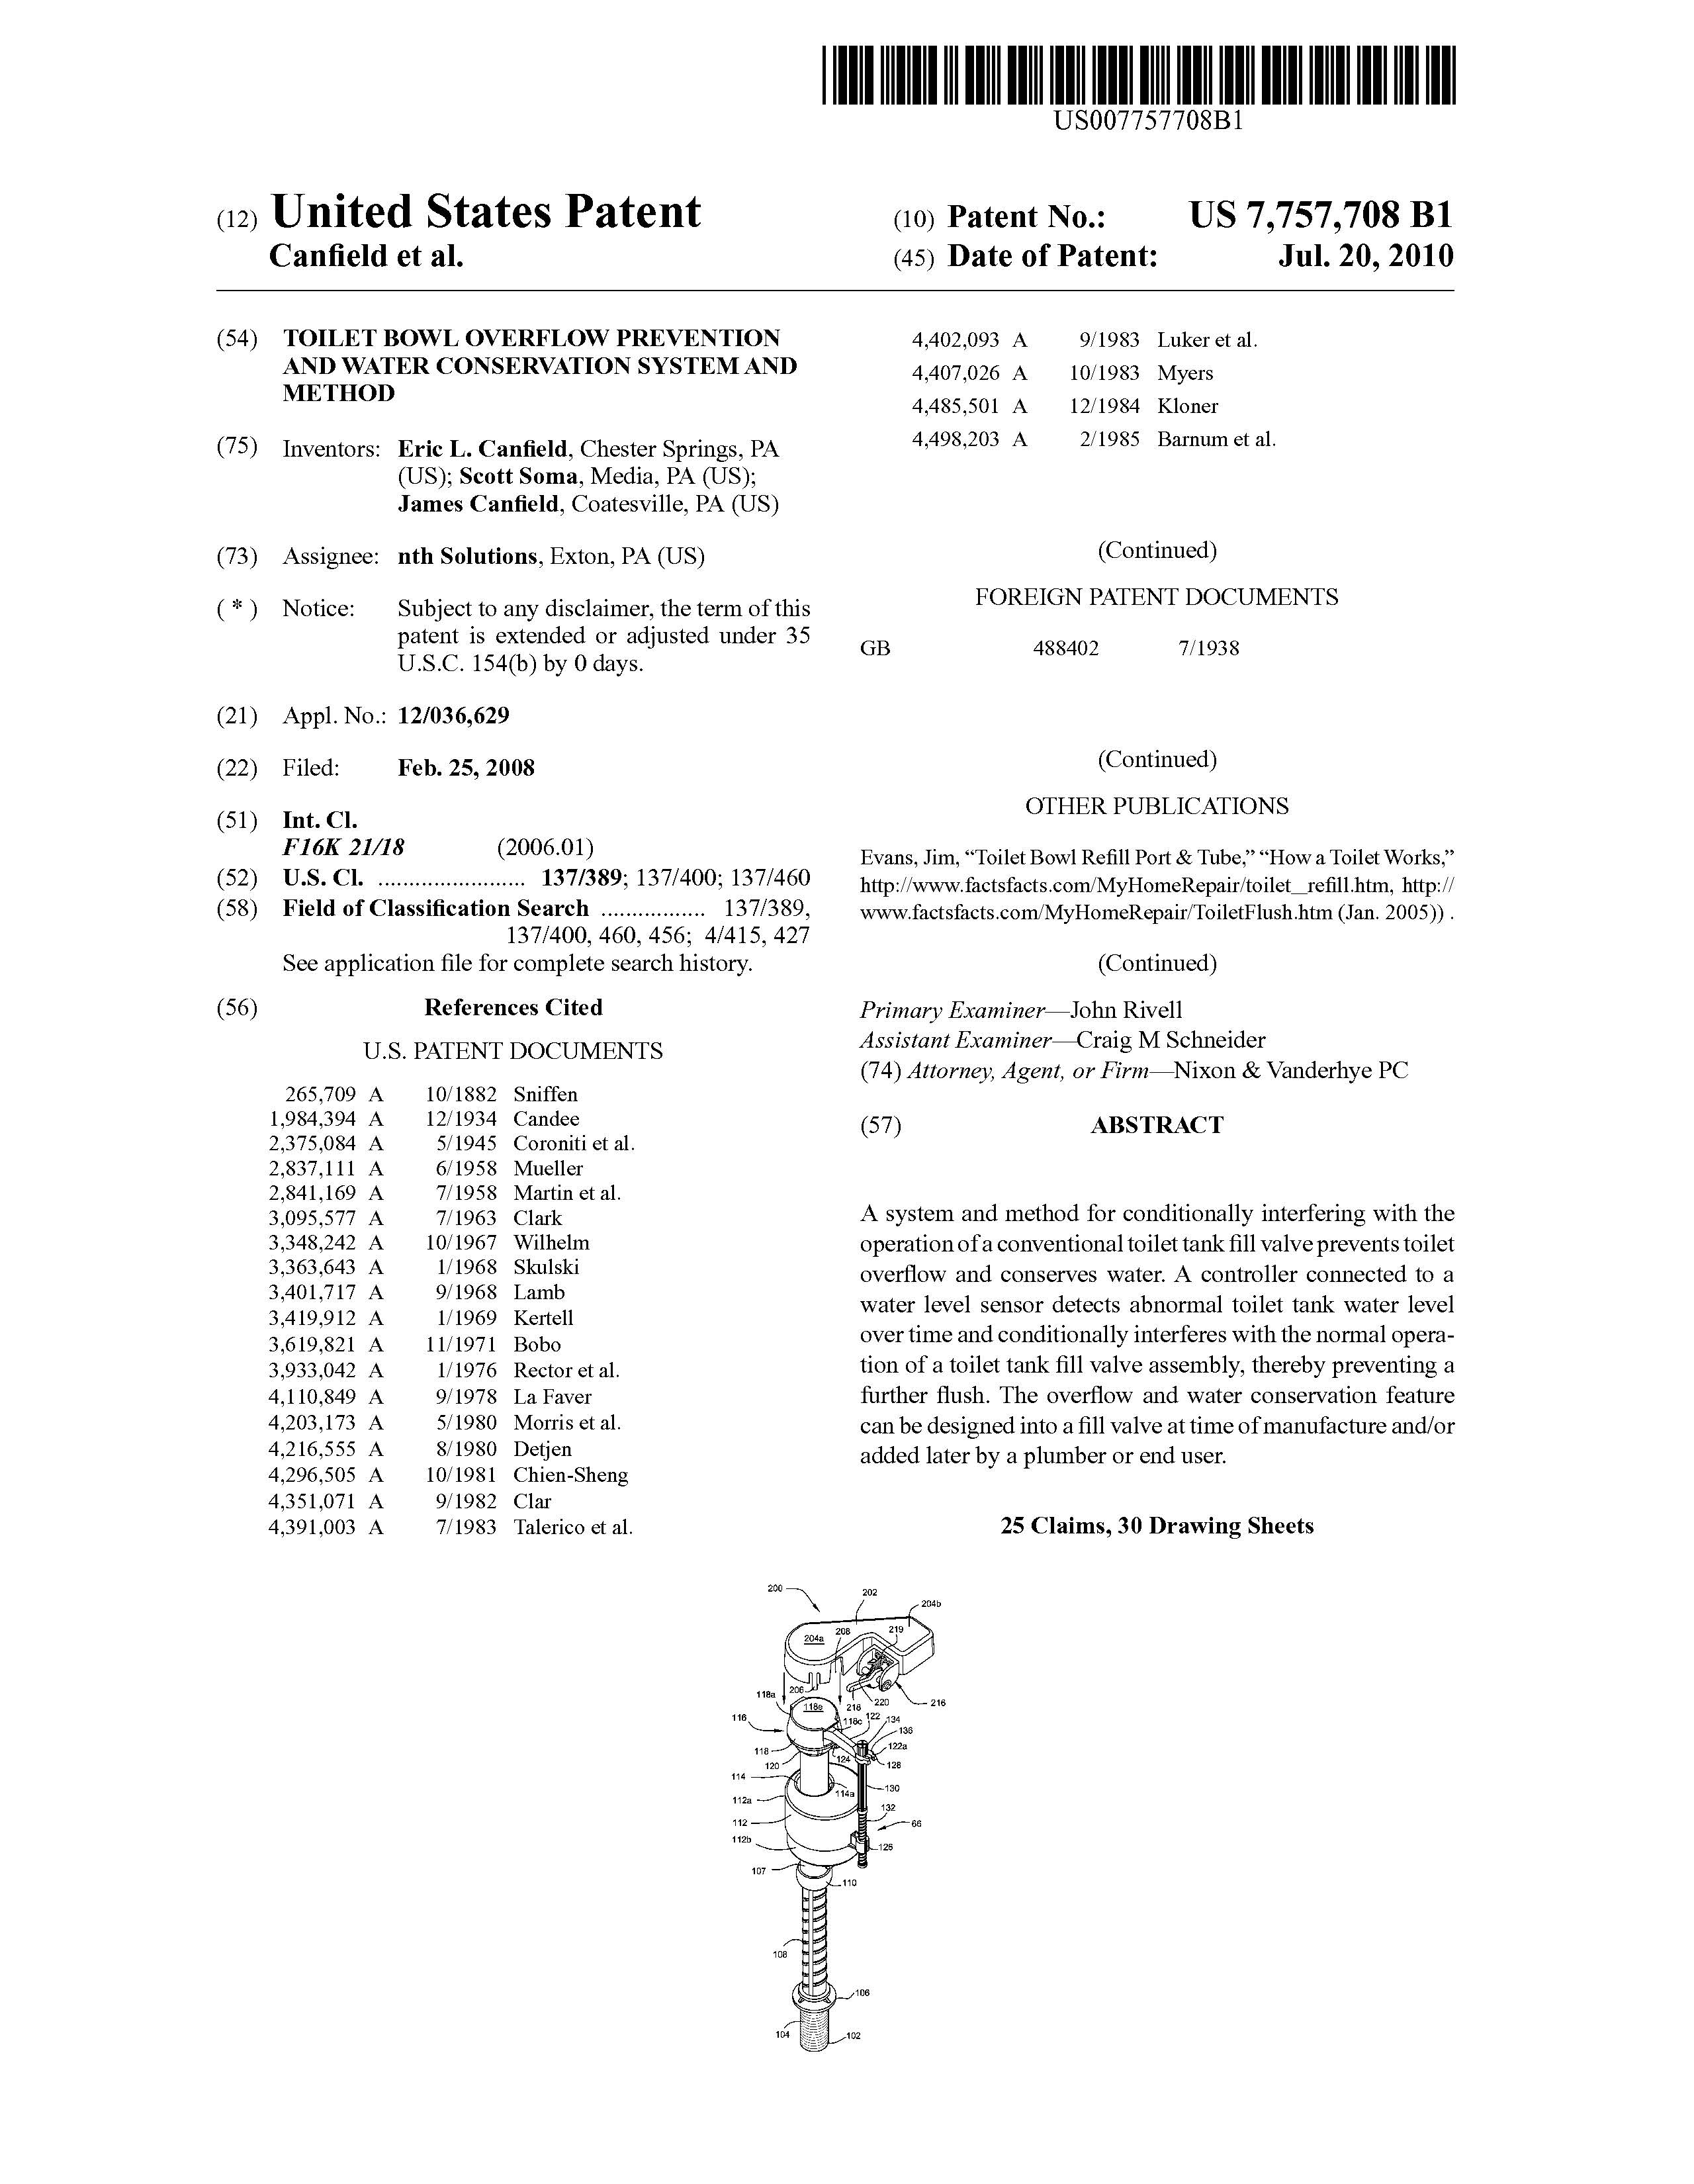 US007757708B1
(12) United States Patent
Canfield et al.
(10) Patent No.: US 7,757,708 B1
(45) Date of Patent: Jul. 20, 2010
(54) TOILET BOWL OVERFLOW PREVENTION
AND WATER CONSERVATION SYSTEM AND
METHOD
(75) Inventors: Eric L. Canfield, Chester Springs, PA
(US); Scott Soma, Media, PA (US);
James Canfield, Coatesville, PA (US)
(73) Assignee: nth Solutions, Exton, PA (US)
( * ) Notice: Subject to any disclaimer, the term of this
patent is extended or adjusted under 35
U.S.C. 154(b) by 0 days.
(21) Appl. No.: 12/036,629
(22) Filed: Feb. 25, 2008
(51) Int. Cl.
F16K 21/18 (2006.01)
(52) U.S. Cl. ........................ 137/389; 137/400; 137/460
(58) Field of Classification Search ................. 137/389,
137/400, 460, 456; 4/415, 427
See application file for complete search history.
(56) References Cited
U.S. PATENT DOCUMENTS
265,709 A 10/1882 Sniffen
1,984,394 A 12/1934 Candee
2,375,084 A 5/1945 Coroniti et al.
2,837,111 A 6/1958 Mueller
2,841,169 A 7/1958 Martin et al.
3,095,577 A 7/1963 Clark
3,348,242 A 10/1967 Wilhelm
3,363,643 A 1/1968 Skulski
3,401,717 A 9/1968 Lamb
3,419,912 A 1/1969 Kertell
3,619,821 A 11/1971 Bobo
3,933,042 A 1/1976 Rector et al.
4,110,849 A 9/1978 La Faver
4,203,173 A 5/1980 Morris et al.
4,216,555 A 8/1980 Detjen
4,296,505 A 10/1981 Chien-Sheng
4,351,071 A 9/1982 Clar
4,391,003 A 7/1983 Talerico et al.
4,402,093 A 9/1983 Luker et al.
4,407,026 A 10/1983 Myers
4,485,501 A 12/1984 Kloner
4,498,203 A 2/1985 Barnum et al.
(Continued)
FOREIGN PATENT DOCUMENTS
GB 488402 7/1938
(Continued)
OTHER PUBLICATIONS
Evans, Jim, “Toilet Bowl Refill Port & Tube,” “How a Toilet Works,”
http://www.factsfacts.com/MyHomeRepair/toilet_refill.htm, http://
www.factsfacts.com/MyHomeRepair/ToiletFlush.htm (Jan. 2005)) .
(Continued)
Primary Examiner—John Rivell
Assistant Examiner—Craig M Schneider
(74) Attorney, Agent, or Firm—Nixon & Vanderhye PC
(57) ABSTRACT
A system and method for conditionally interfering with the
operation of a conventional toilet tank fill valve prevents toilet
overflow and conserves water. A controller connected to a
water level sensor detects abnormal toilet tank water level
over time and conditionally interferes with the normal opera-
tion of a toilet tank fill valve assembly, thereby preventing a
further flush. The overflow and water conservation feature
can be designed into a fill valve at time of manufacture and/or
added later by a plumber or end user.
25 Claims, 30 Drawing Sheets
200 202
204b
204a 208 219
206
118a 118e 218 220 216
116 118c 122 134
136
118 124 122a
120 128
114 114a 130
112a 132
112 66
112b 126
107
110
108
106
104 102